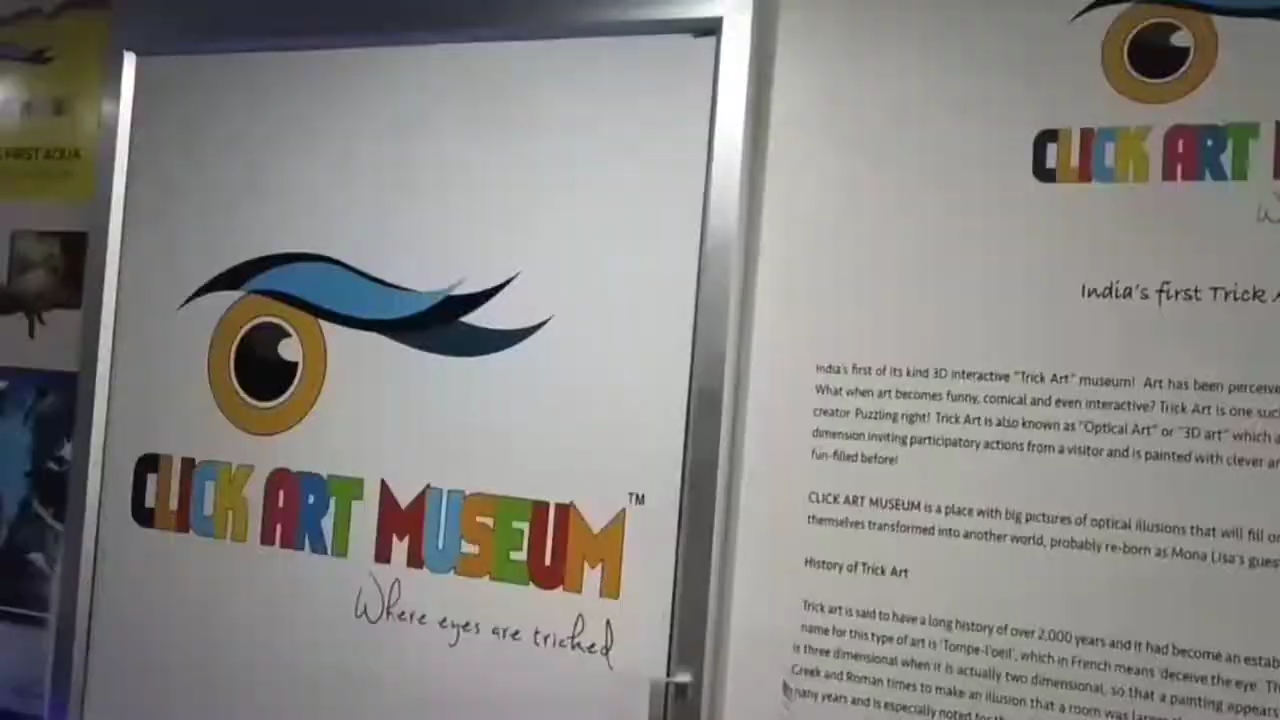 FIRST AQUA
CLICK ART MUSEUM
TM
Where eyes are tricked
CLICK ART
India's first Trick
India's first of its kind 3D interactive "Trick Art" museum! Art has been perceive
What when art becomes funny, comical and even interactive? Trick Art is one suc
creator Puzzling right! Trick Art is also known as "Optical Art" or "3D art" which a
dimension inviting participatory actions from a visitor and is painted with clever a
fun-filled before!
CLICK ART MUSEUM is a place with big pictures of optical illusions that will fill
themselves transformed into another world, probably re-born as Mona Lisa's gues
History of Trick Art
Trick art is said to have a long history of over 2,000 years and it had become an estab
name for this type of art is 'Tompe-l'oeil', which in French means 'deceive the eye'.
is three dimensional when it is actually two dimensional, so that a painting appears
Greek and Roman times to make an illusion that a room was
many years and is especially noted for